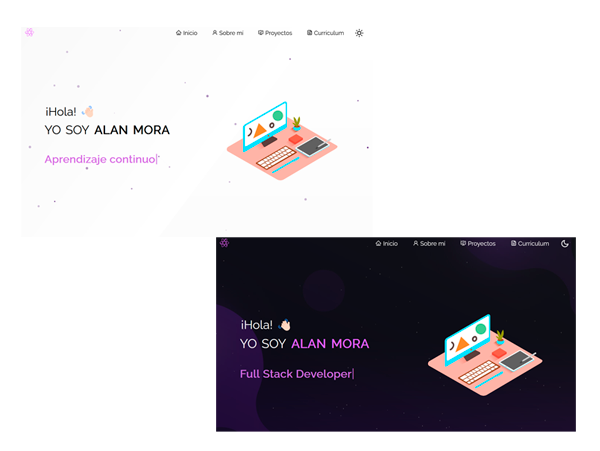 Inicio Sobre mi Proyectos Curriculum
¡Hola!
YO SOY ALAN MORA
Aprendizaje continuo|
Inicio Sobre mi Proyectos Curriculum
¡Hola!
YO SOY ALAN MORA
Full Stack Developer|